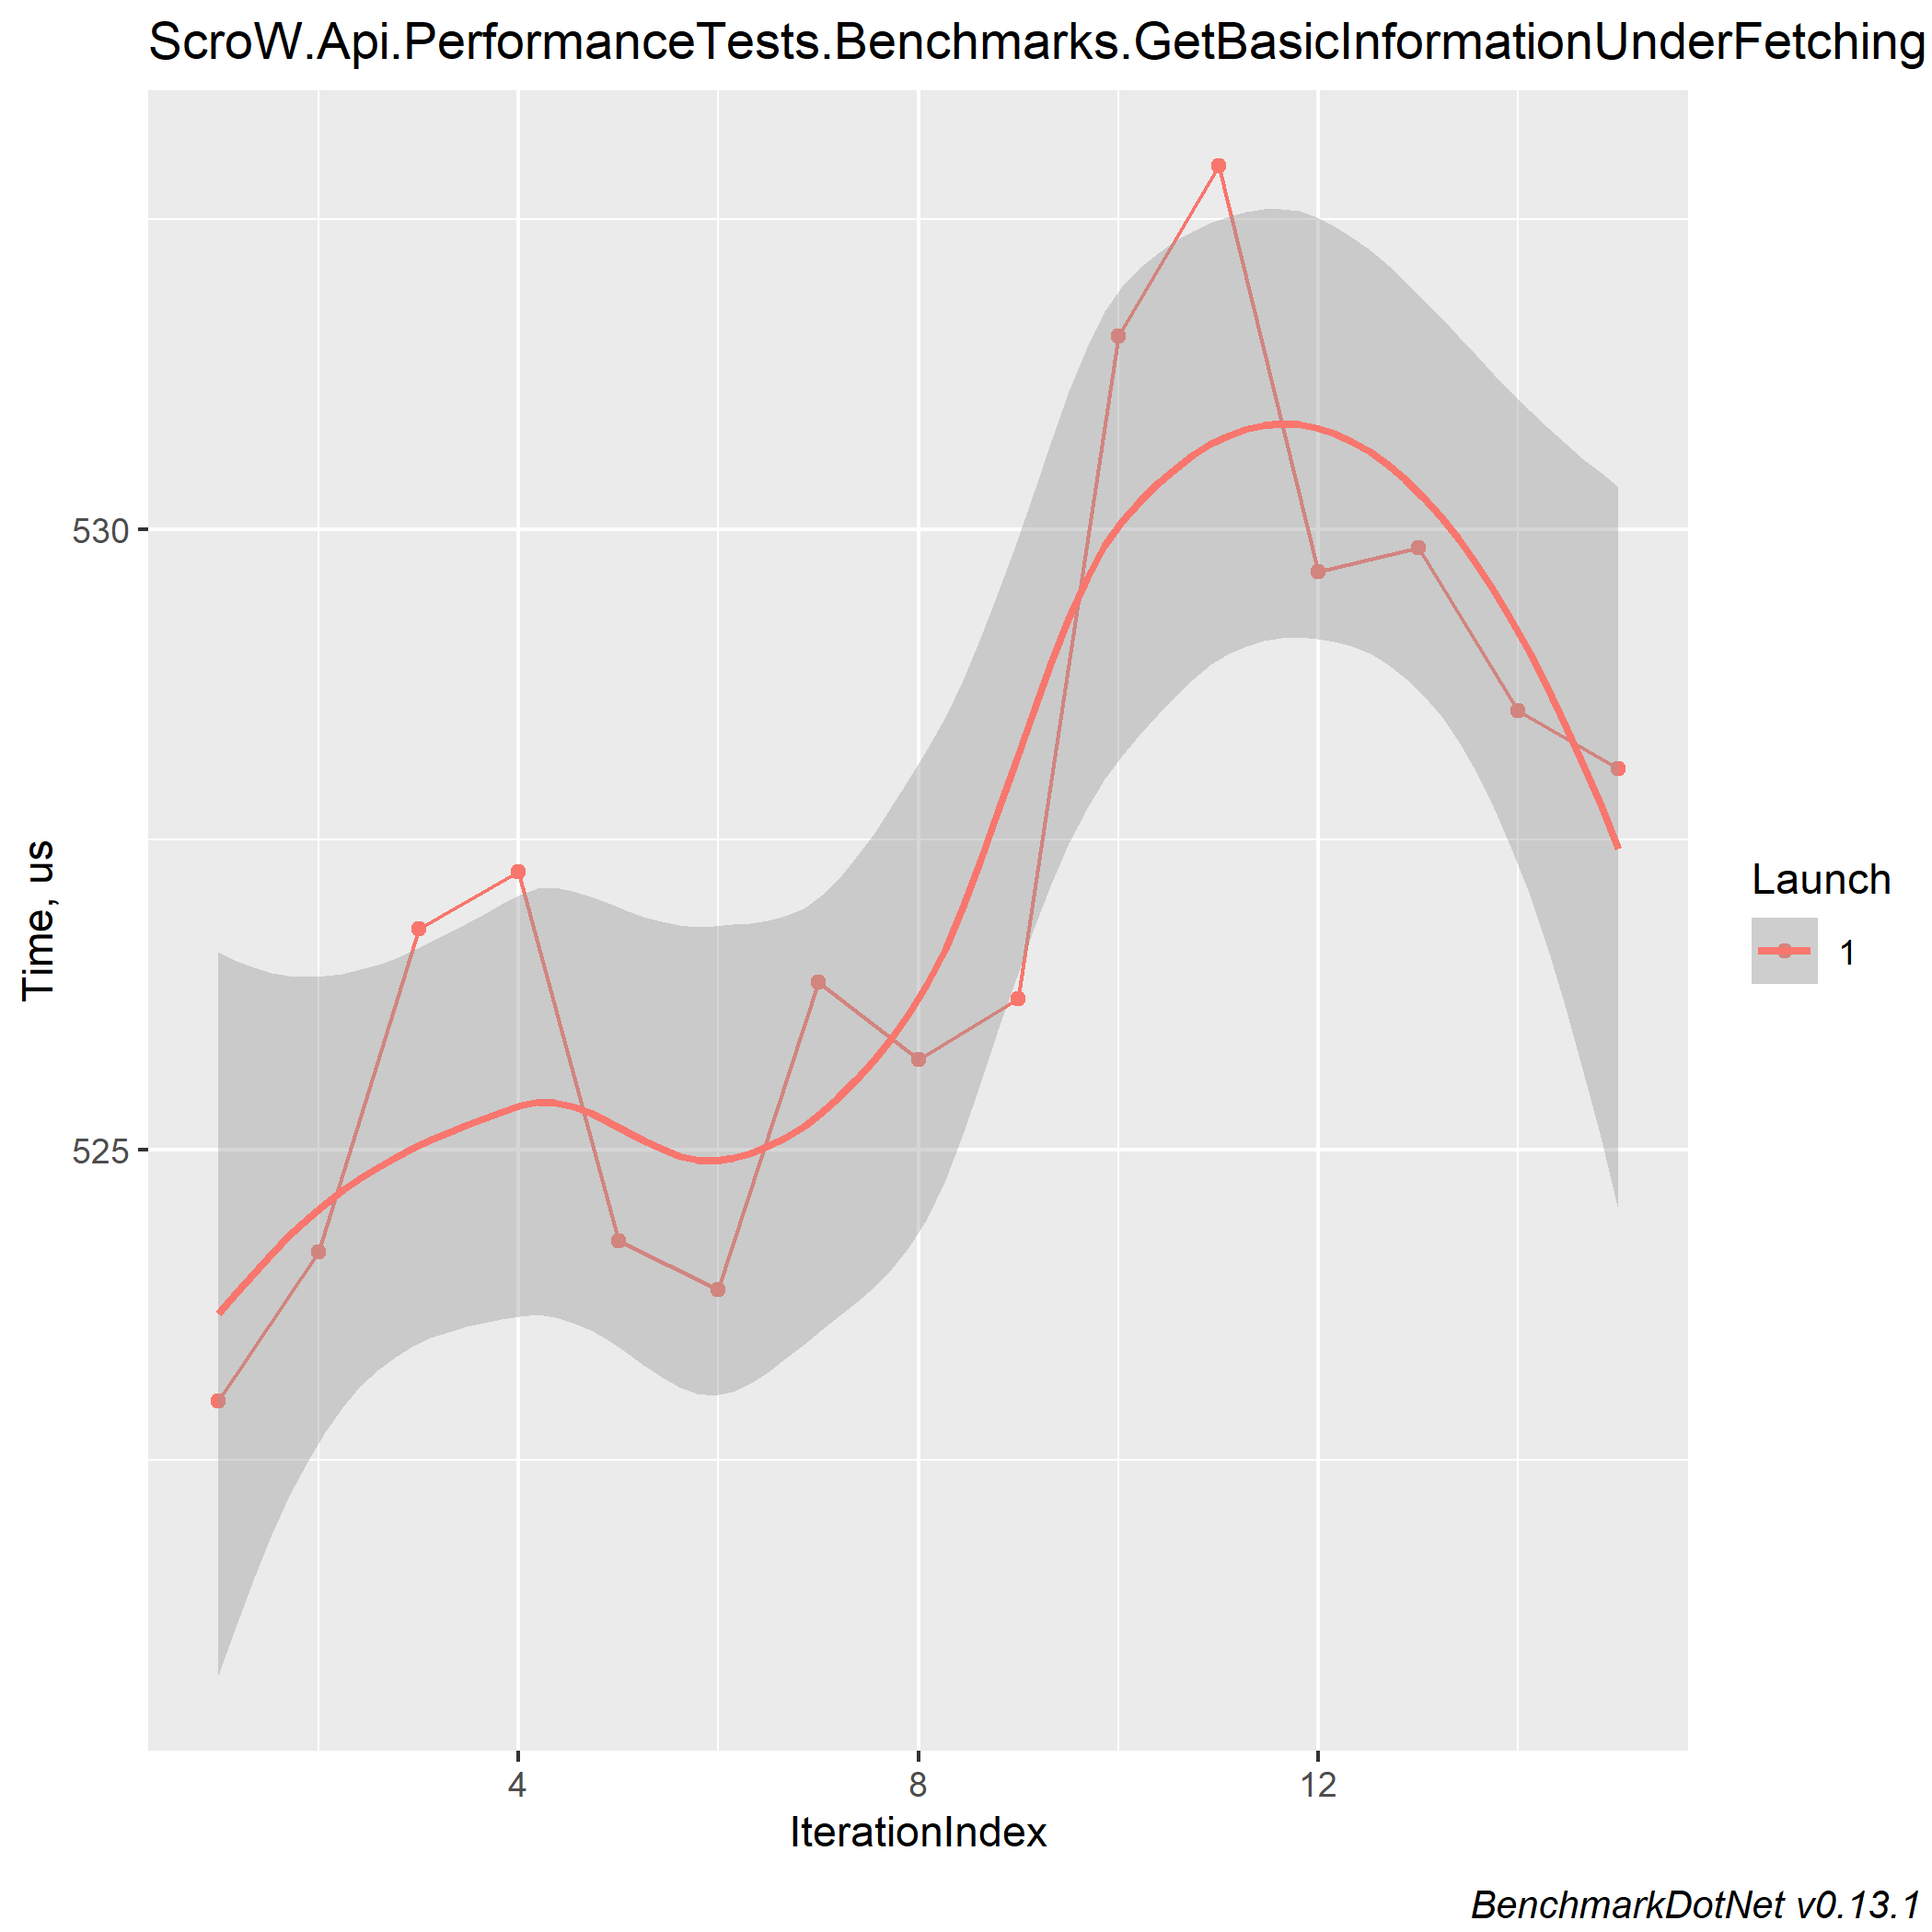 ScroW.Api.PerformanceTests.Benchmarks.GetBasicInformationUnderFetching
530
525
Time, us
4
8
12
IterationIndex
Launch
1
BenchmarkDotNet v0.13.1